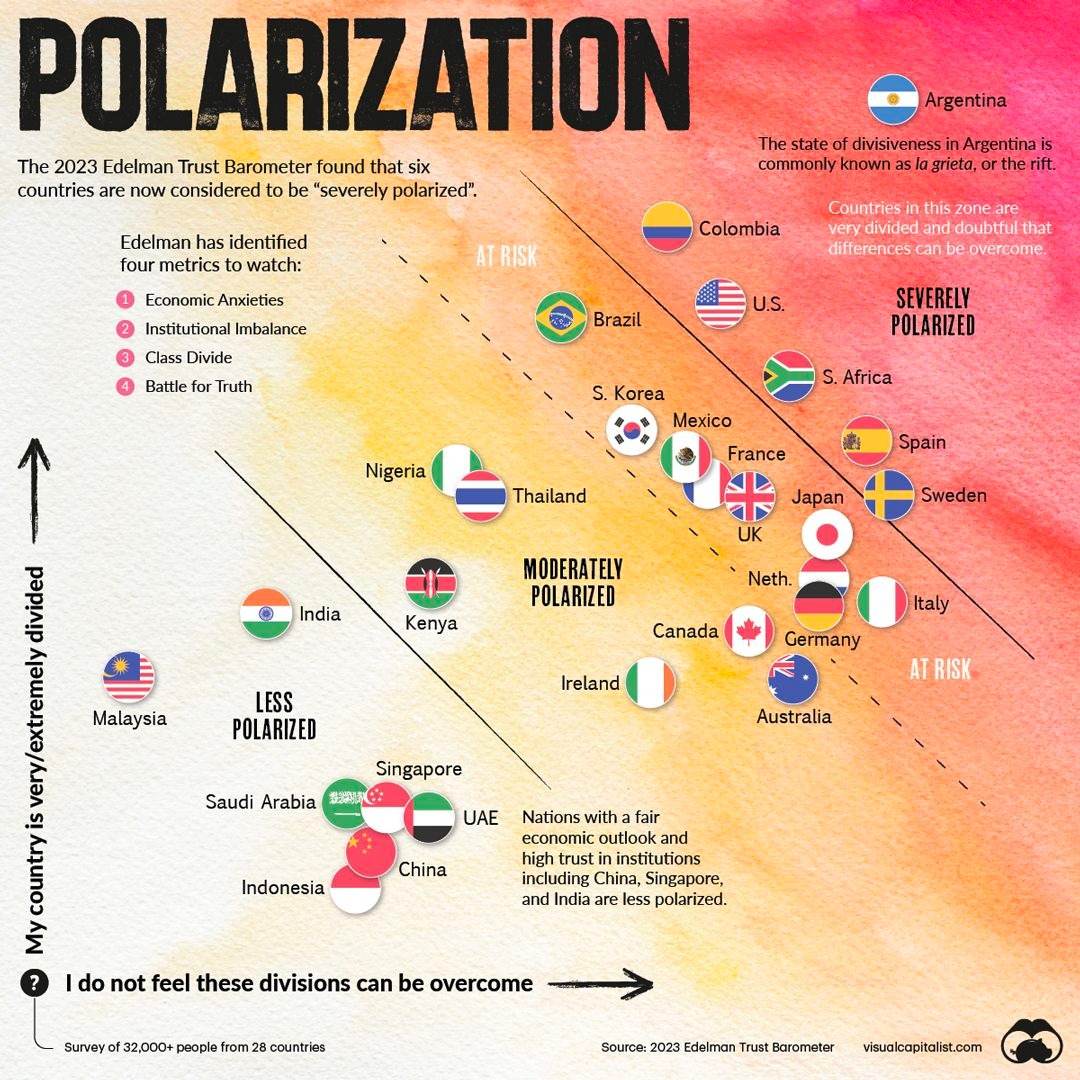 POLARIZATION
The 2023 Edelman Trust Barometer found that six
countries are now considered to be “severely polarized”.
Argentina
The state of divisiveness in Argentina is
commonly known as la grieta, or the rift.
Countries in this zone are
very divided and doubtful that
differences can be overcome.
Edelman has identified
four metrics to watch:
1 Economic Anxieties
2 Institutional Imbalance
3 Class Divide
4 Battle for Truth
AT RISK
Colombia
U.S.
SEVERELY
POLARIZED
Brazil
S. Africa
S. Korea
Mexico
France
Spain
Nigeria
Thailand
Japan
Sweden
UK
MODERATELY
POLARIZED
Neth.
Kenya
India
Italy
Canada
Germany
AT RISK
Ireland
Malaysia
Australia
LESS
POLARIZED
Singapore
Saudi Arabia
UAE
China
Indonesia
Nations with a fair
economic outlook and
high trust in institutions
including China, Singapore,
and India are less polarized.
My country is very/extremely divided
? I do not feel these divisions can be overcome
Survey of 32,000+ people from 28 countries
Source: 2023 Edelman Trust Barometer
visualcapitalist.com